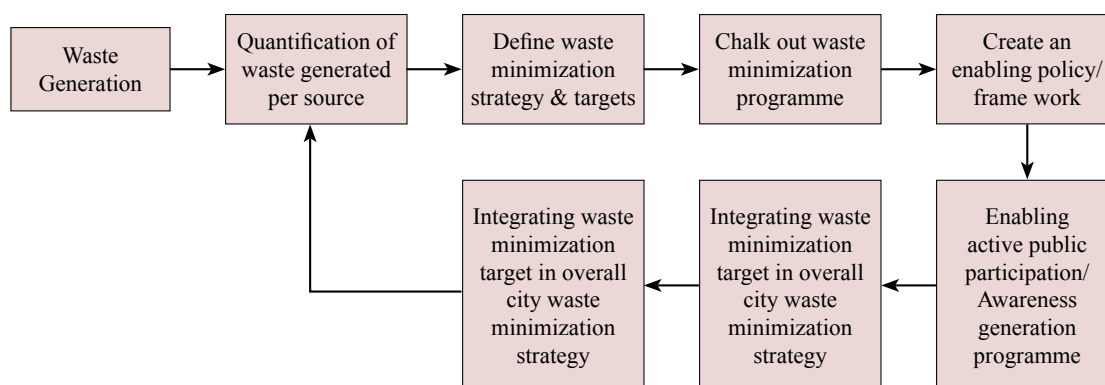 Waste
Generation
Quantification of
waste generated
per source
Define waste
minimization
strategy & targets
Chalk out waste
minimization
programme
Create an
enabling policy/
frame work
Enabling
active public
participation/
Awareness
generation
programme
Integrating waste
minimization
target in overall
city waste
minimization
strategy
Integrating waste
minimization
target in overall
city waste
minimization
strategy